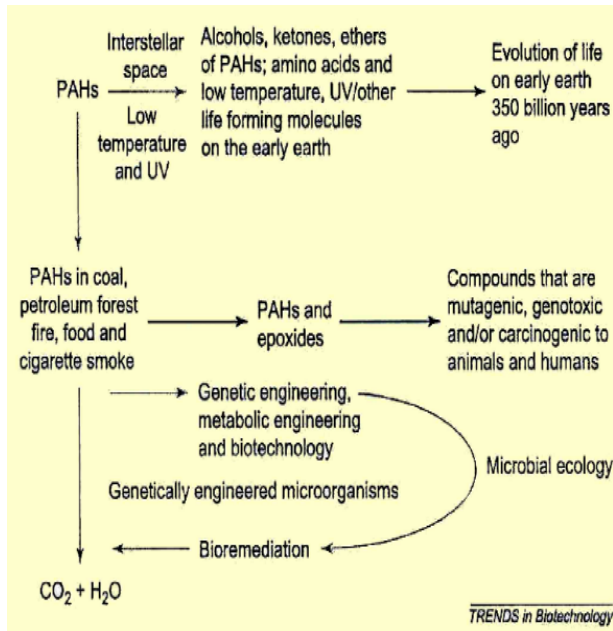 PAHs
Interstellar
space
Low
temperature
and UV
Alcohols, ketones, ethers
of PAHs; amino acids and
low temperature, UV/other
life forming molecules
on the early earth
Evolution of life
on early earth
350 billion years
ago
PAHs in coal,
petroleum forest
fire, food and
cigarette smoke
PAHs and
epoxides
Compounds that are
mutagenic, genotoxic
and/or carcinogenic to
animals and humans
Genetic engineering,
metabolic engineering
and biotechnology
Microbial ecology
Genetically engineered microorganisms
Bioremediation
CO₂ + H₂O
TRENDS in Biotechnology